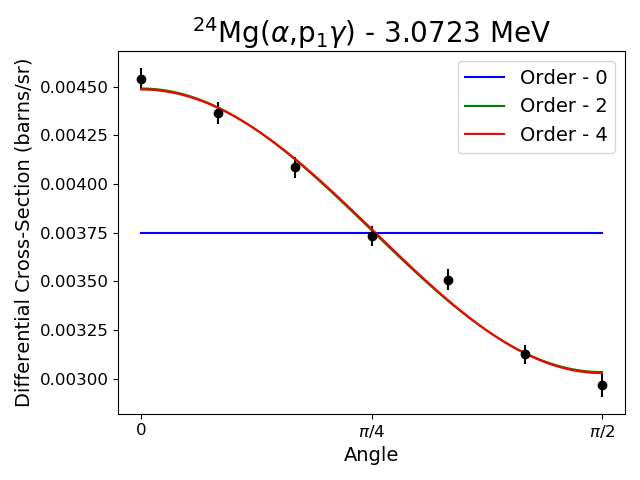 ²⁴Mg(α,p₁γ) - 3.0723 MeV
Differential Cross-Section (barns/sr)
0.00450
0.00425
0.00400
0.00375
0.00350
0.00325
0.00300
Order - 0
Order - 2
Order - 4
0
π/4
π/2
Angle